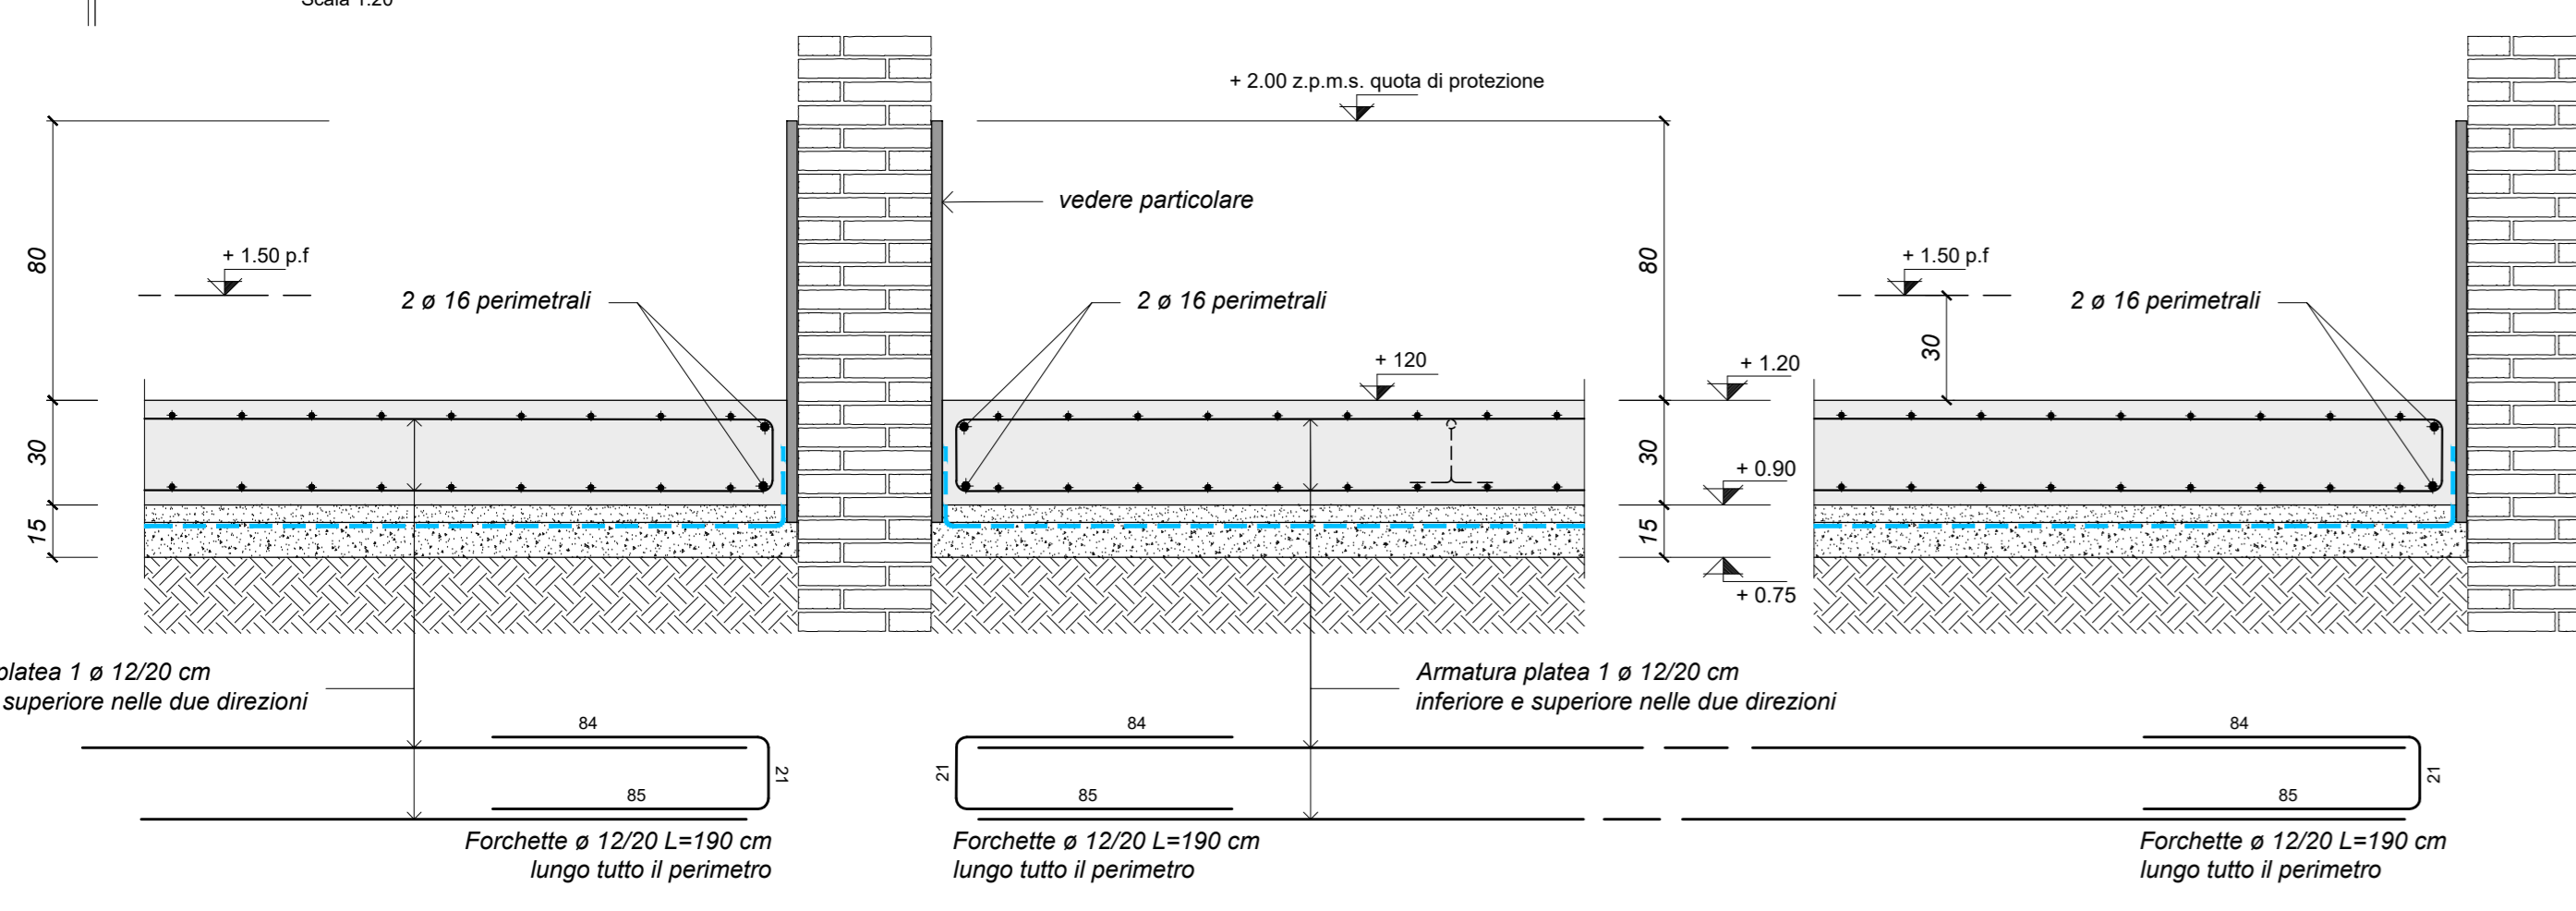 Scala 1:20
+ 2.00 z.p.m.s. quota di protezione
vedere particolare
80
+ 1.50 p.f
2 ø 16 perimetrali
2 ø 16 perimetrali
80
+ 1.50 p.f
2 ø 16 perimetrali
30
+ 120
+ 1.20
30
30
+ 0.90
15
15
+ 0.75
platea 1 ø 12/20 cm
superiore nelle due direzioni
Armatura platea 1 ø 12/20 cm
inferiore e superiore nelle due direzioni
84
84
84
21
21
21
85
85
85
Forchette ø 12/20 L=190 cm
lungo tutto il perimetro
Forchette ø 12/20 L=190 cm
lungo tutto il perimetro
Forchette ø 12/20 L=190 cm
lungo tutto il perimetro